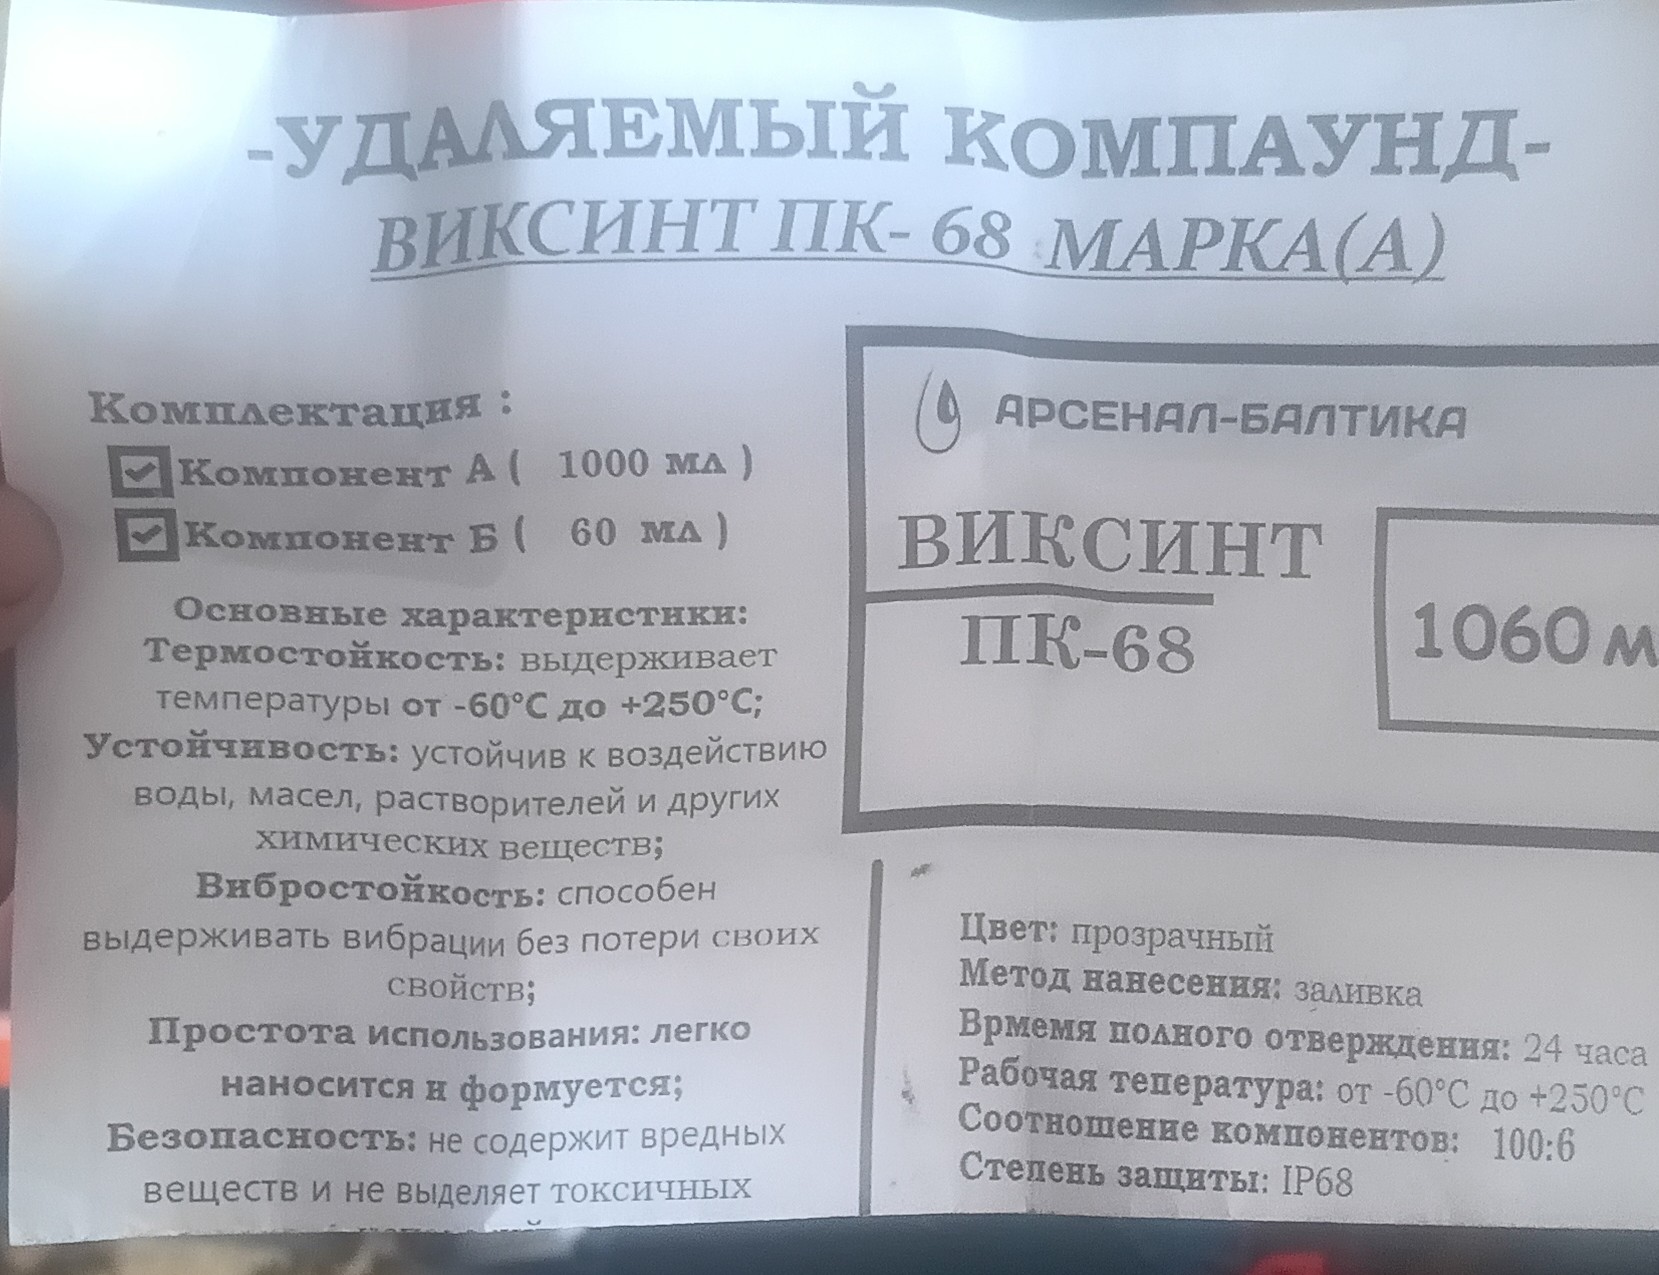 -УДАЛЯЕМЫЙ КОМПАУНД-
ВИКСИНТ ПК- 68 МАРКА(А)
Комплектация :
Компонент А ( 1000 мл )
Компонент Б ( 60 мл )
Основные характеристики:
Термостойкость: выдерживает
температуры от -60°C до +250°C;
Устойчивость: устойчив к воздействию
воды, масел, растворителей и других
химических веществ;
Вибростойкость: способен
выдерживать вибрации без потери своих
свойств;
Простота использования: легко
наносится и формуется;
Безопасность: не содержит вредных
веществ и не выделяет токсичных
АРСЕНАЛ-БАЛТИКА
ВИКСИНТ
ПК-68
1060 м
Цвет: прозрачный
Метод нанесения: заливка
Врмемя полного отверждения: 24 часа
Рабочая тепература: от -60°C до +250°C
Соотношение компонентов: 100:6
Степень защиты: IP68